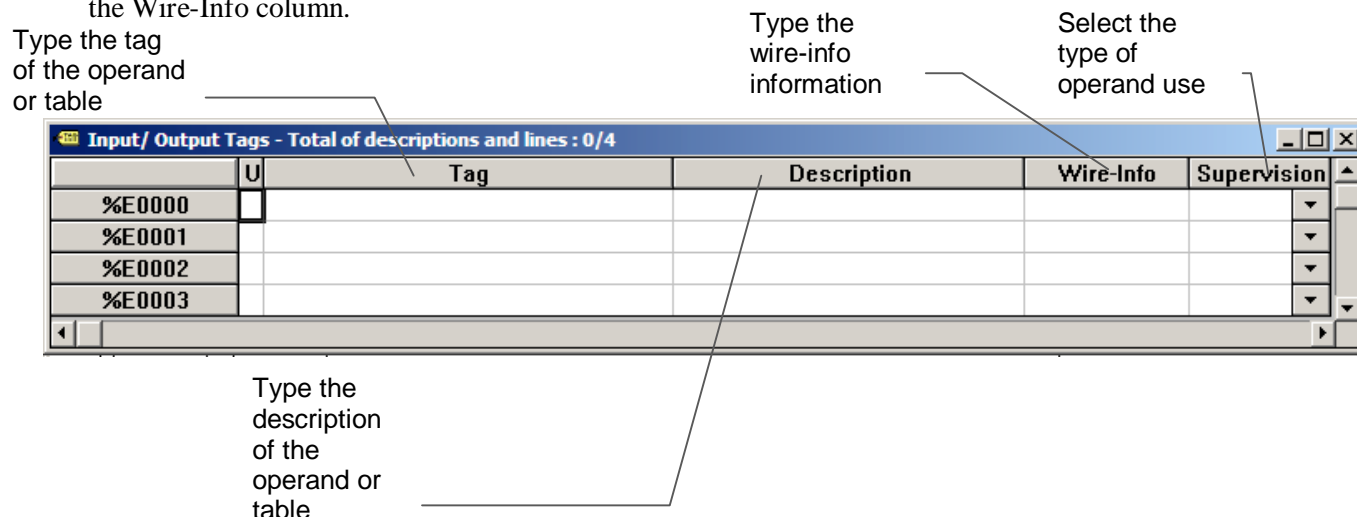 the Wire-Info column.
Type the tag
of the operand
or table
Type the
wire-info
information
Select the
type of
operand use
Input/ Output Tags - Total of descriptions and lines : 0/4
U Tag Description Wire-Info Supervision
%E0000
%E0001
%E0002
%E0003
Type the
description
of the
operand or
table